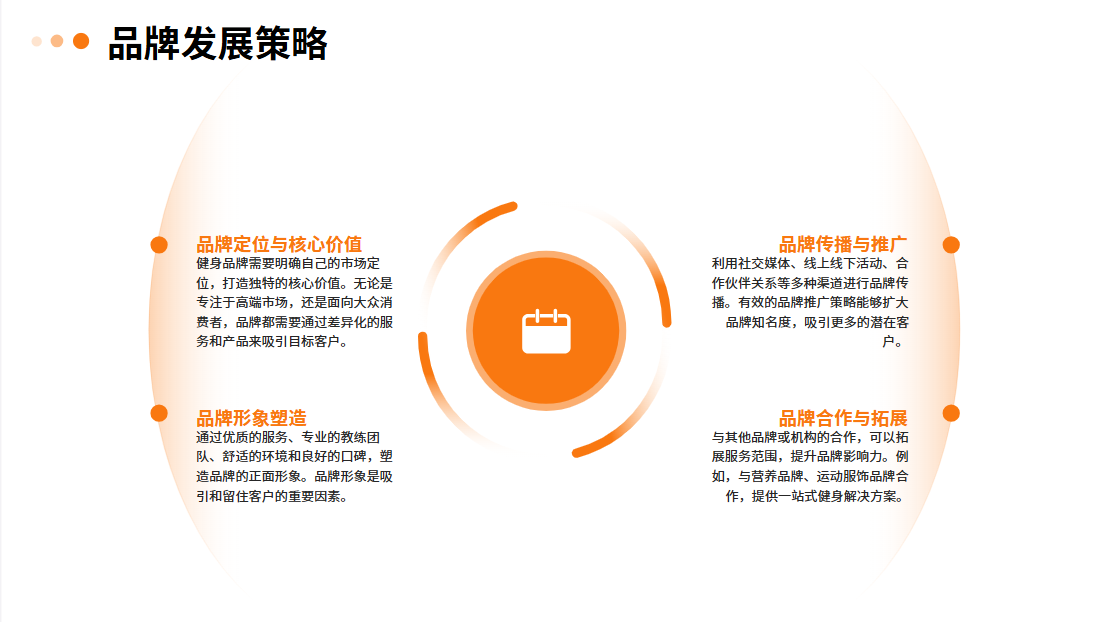 品牌发展策略
品牌定位与核心价值
健身品牌需要明确自己的市场定
位，打造独特的核心价值。无论是
专注于高端市场，还是面向大众消
费者，品牌都需要通过差异化的服
务和产品来吸引目标客户。
品牌形象塑造
通过优质的服务、专业的教练团
队、舒适的环境和良好的口碑，塑
造品牌的正面形象。品牌形象是吸
引和留住客户的重要因素。
品牌传播与推广
利用社交媒体、线上线下活动、合
作伙伴关系等多种渠道进行品牌传
播。有效的品牌推广策略能够扩大
品牌知名度，吸引更多的潜在客
户。
品牌合作与拓展
与其他品牌或机构的合作，可以拓
展服务范围，提升品牌影响力。例
如，与营养品牌、运动服饰品牌合
作，提供一站式健身解决方案。